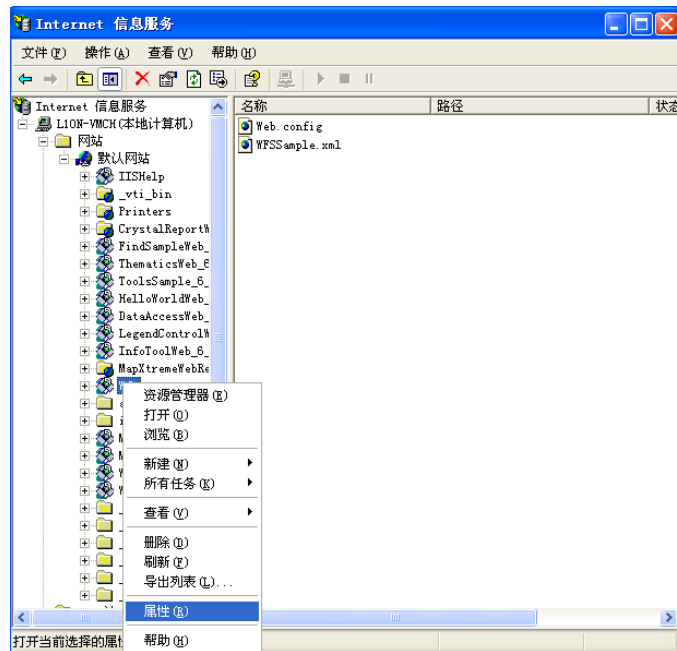 Internet 信息服务
文件(F) 操作(A) 查看(V) 帮助(H)
Internet 信息服务
名称 路径 状态
L10N-VMCH(本地计算机)
Web.config
网站
WFSSample.xml
默认网站
IISHelp
_vti_bin
Printers
CrystalReportW
FindSampleWeb_
ThematicsWeb_6
ToolsSample_6_
HelloWorldWeb_
DataAccessWeb_
LegendControlW
InfoToolWeb_6_
MapXtremeWebRe
资源管理器(E)
打开(O)
浏览(B)
新建(N)
所有任务(K)
查看(V)
删除(D)
刷新(F)
导出列表(L)...
属性(R)
打开当前选择的属
帮助(H)